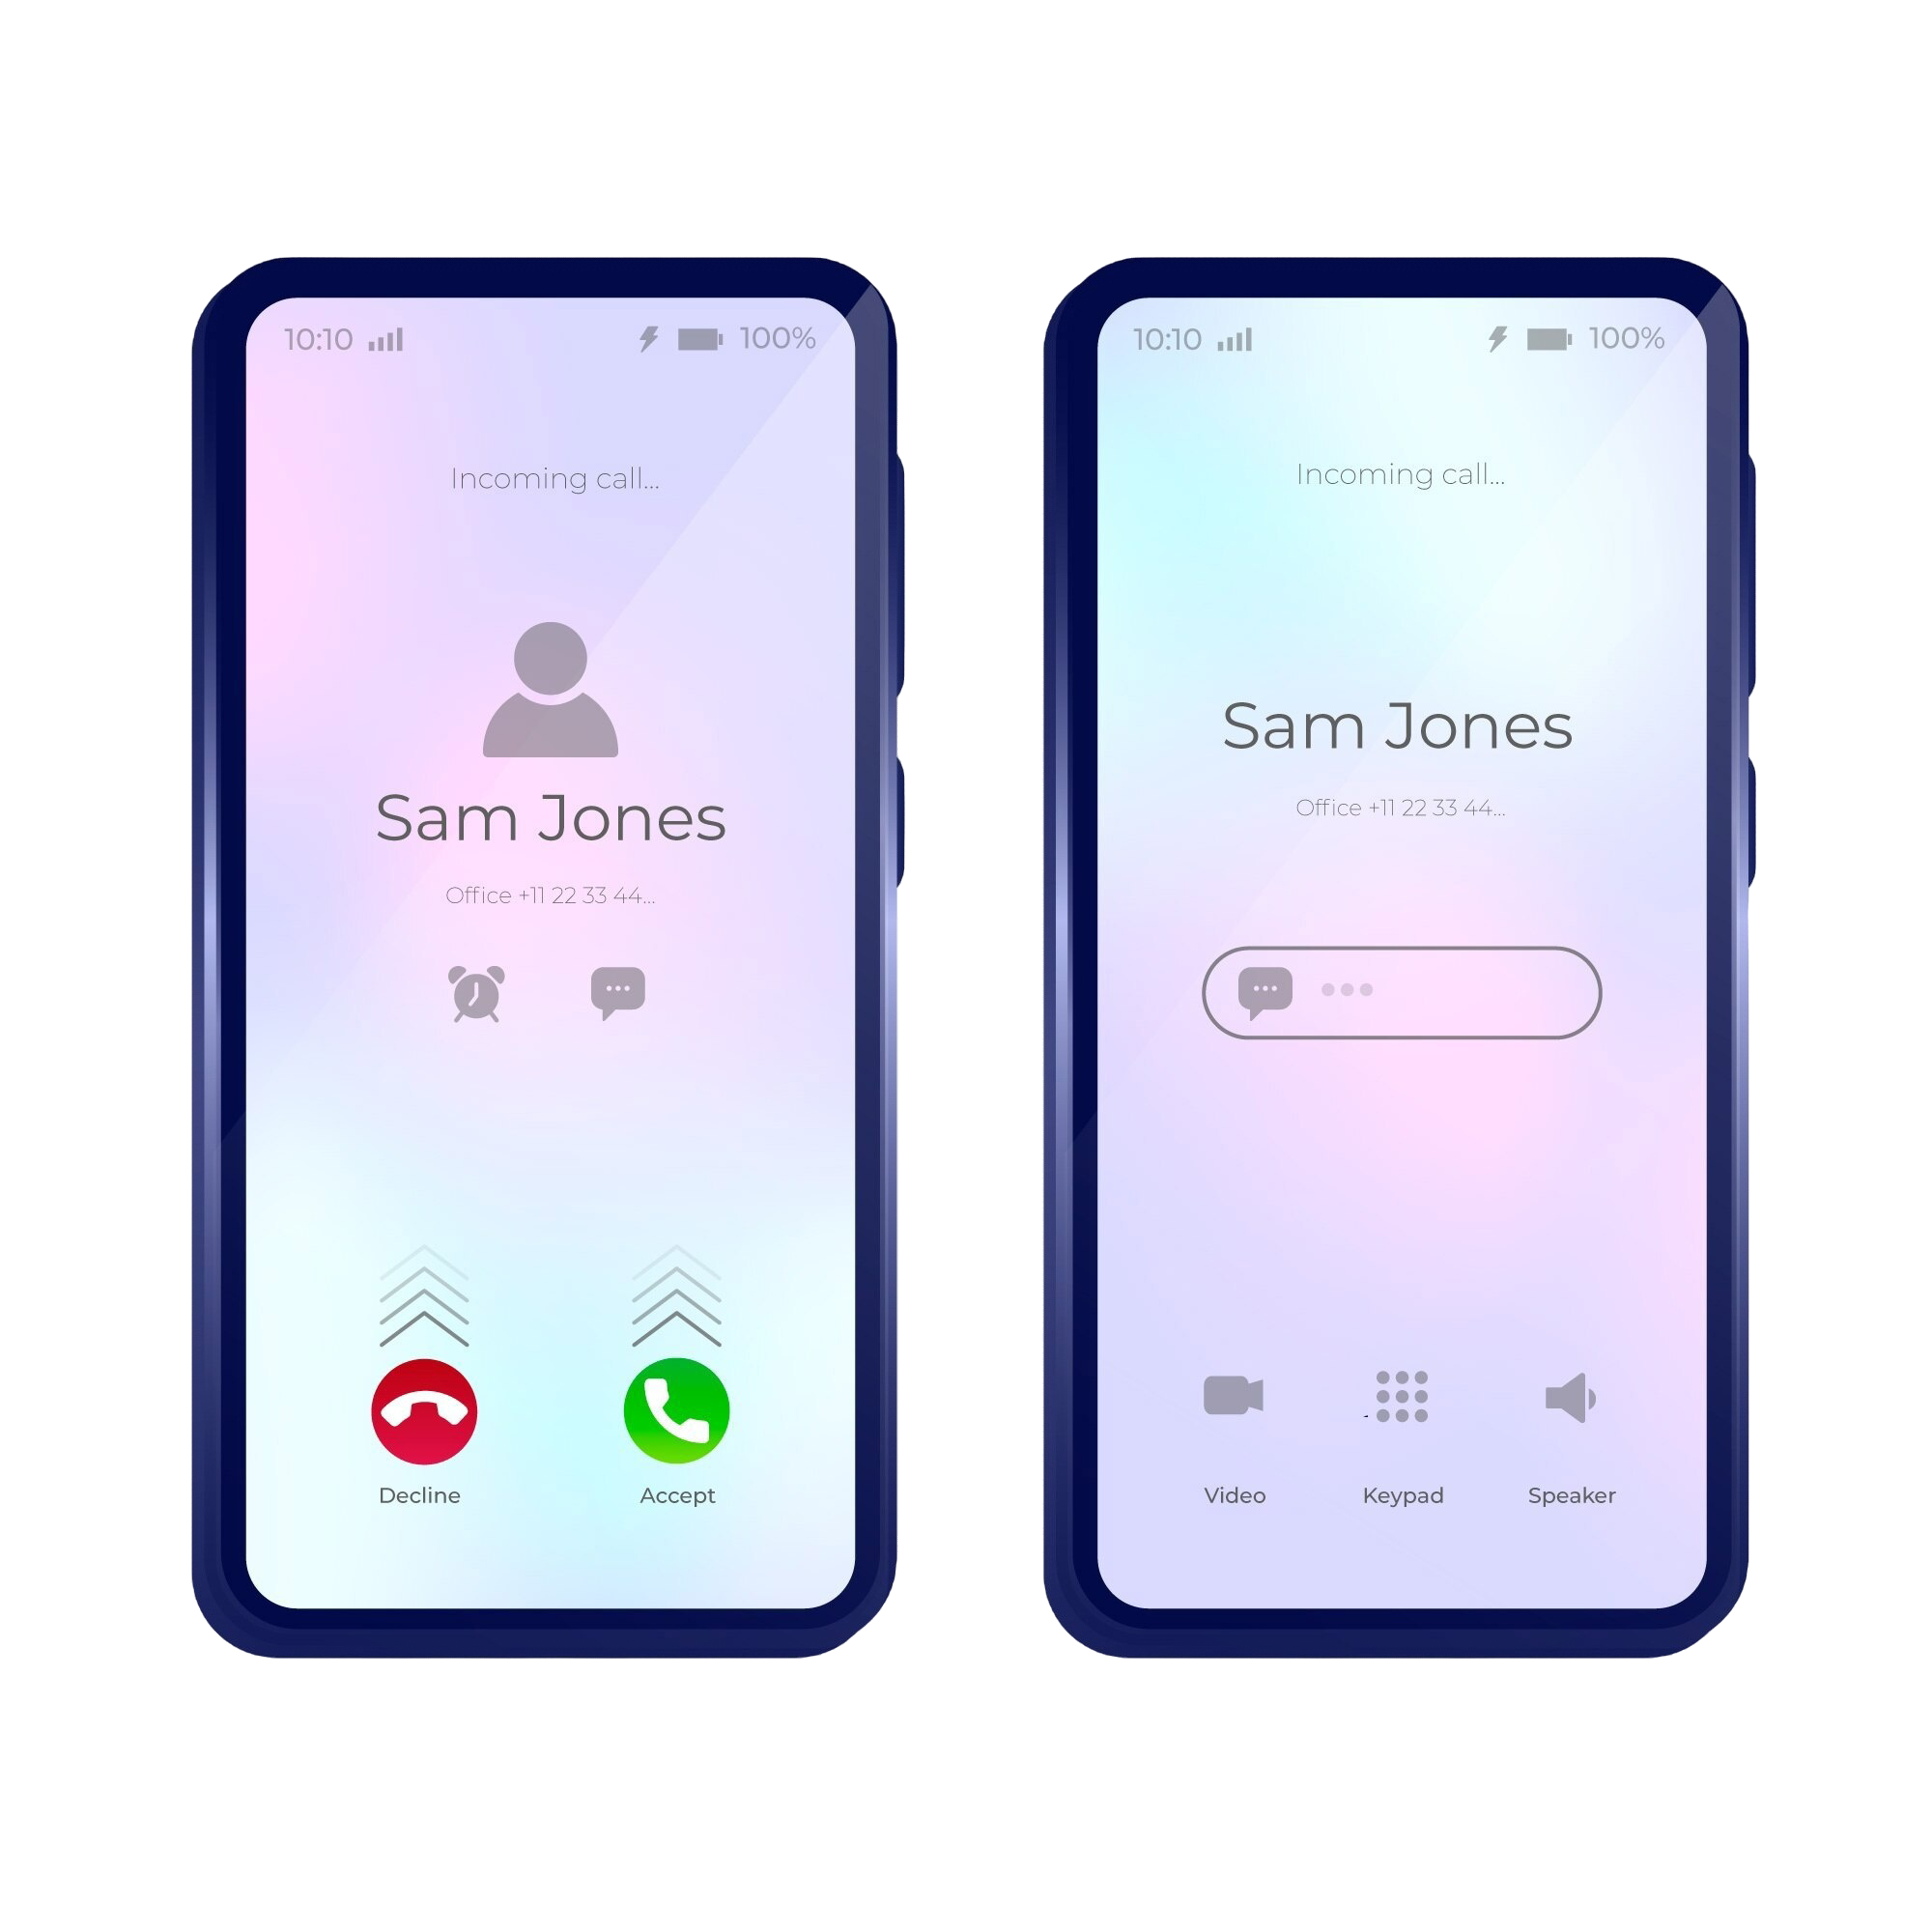 10:10
100%
Incoming call...
Sam Jones
Office +11 22 33 44...
Decline
Accept
10:10
100%
Incoming call...
Sam Jones
Office +11 22 33 44...
Video
Keypad
Speaker